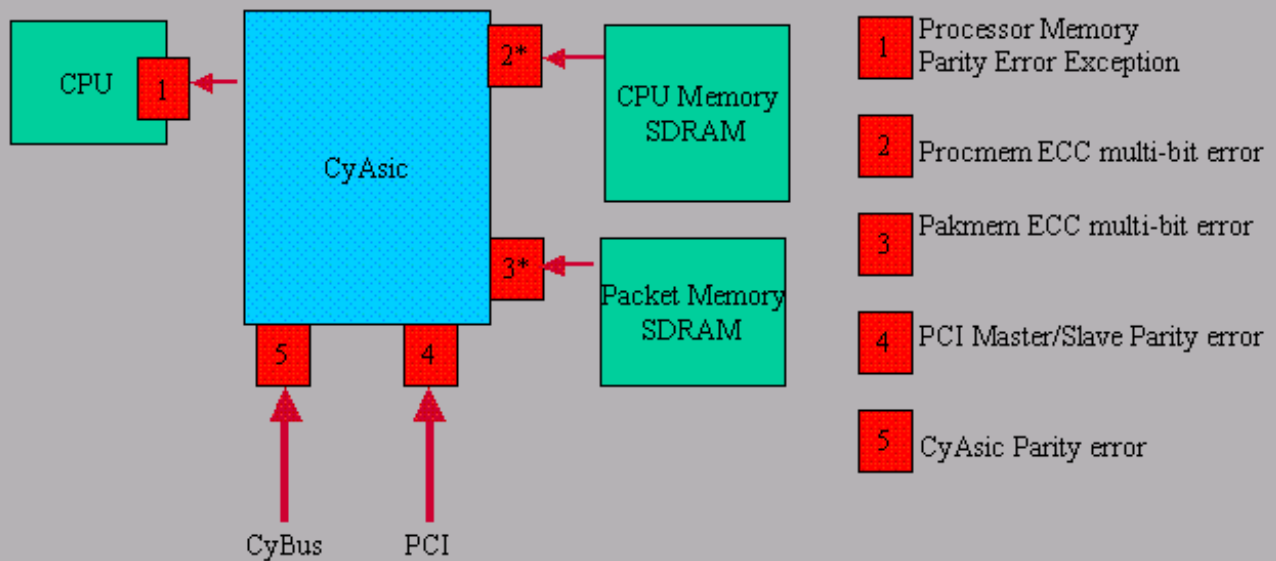 CPU
1
CyAsic
2*
CPU Memory
SDRAM
3*
Packet Memory
SDRAM
5
4
CyBus
PCI
1
Processor Memory
Parity Error Exception
2
Procmem ECC multi-bit error
3
Pakmem ECC multi-bit error
4
PCI Master/Slave Parity error
5
CyAsic Parity error